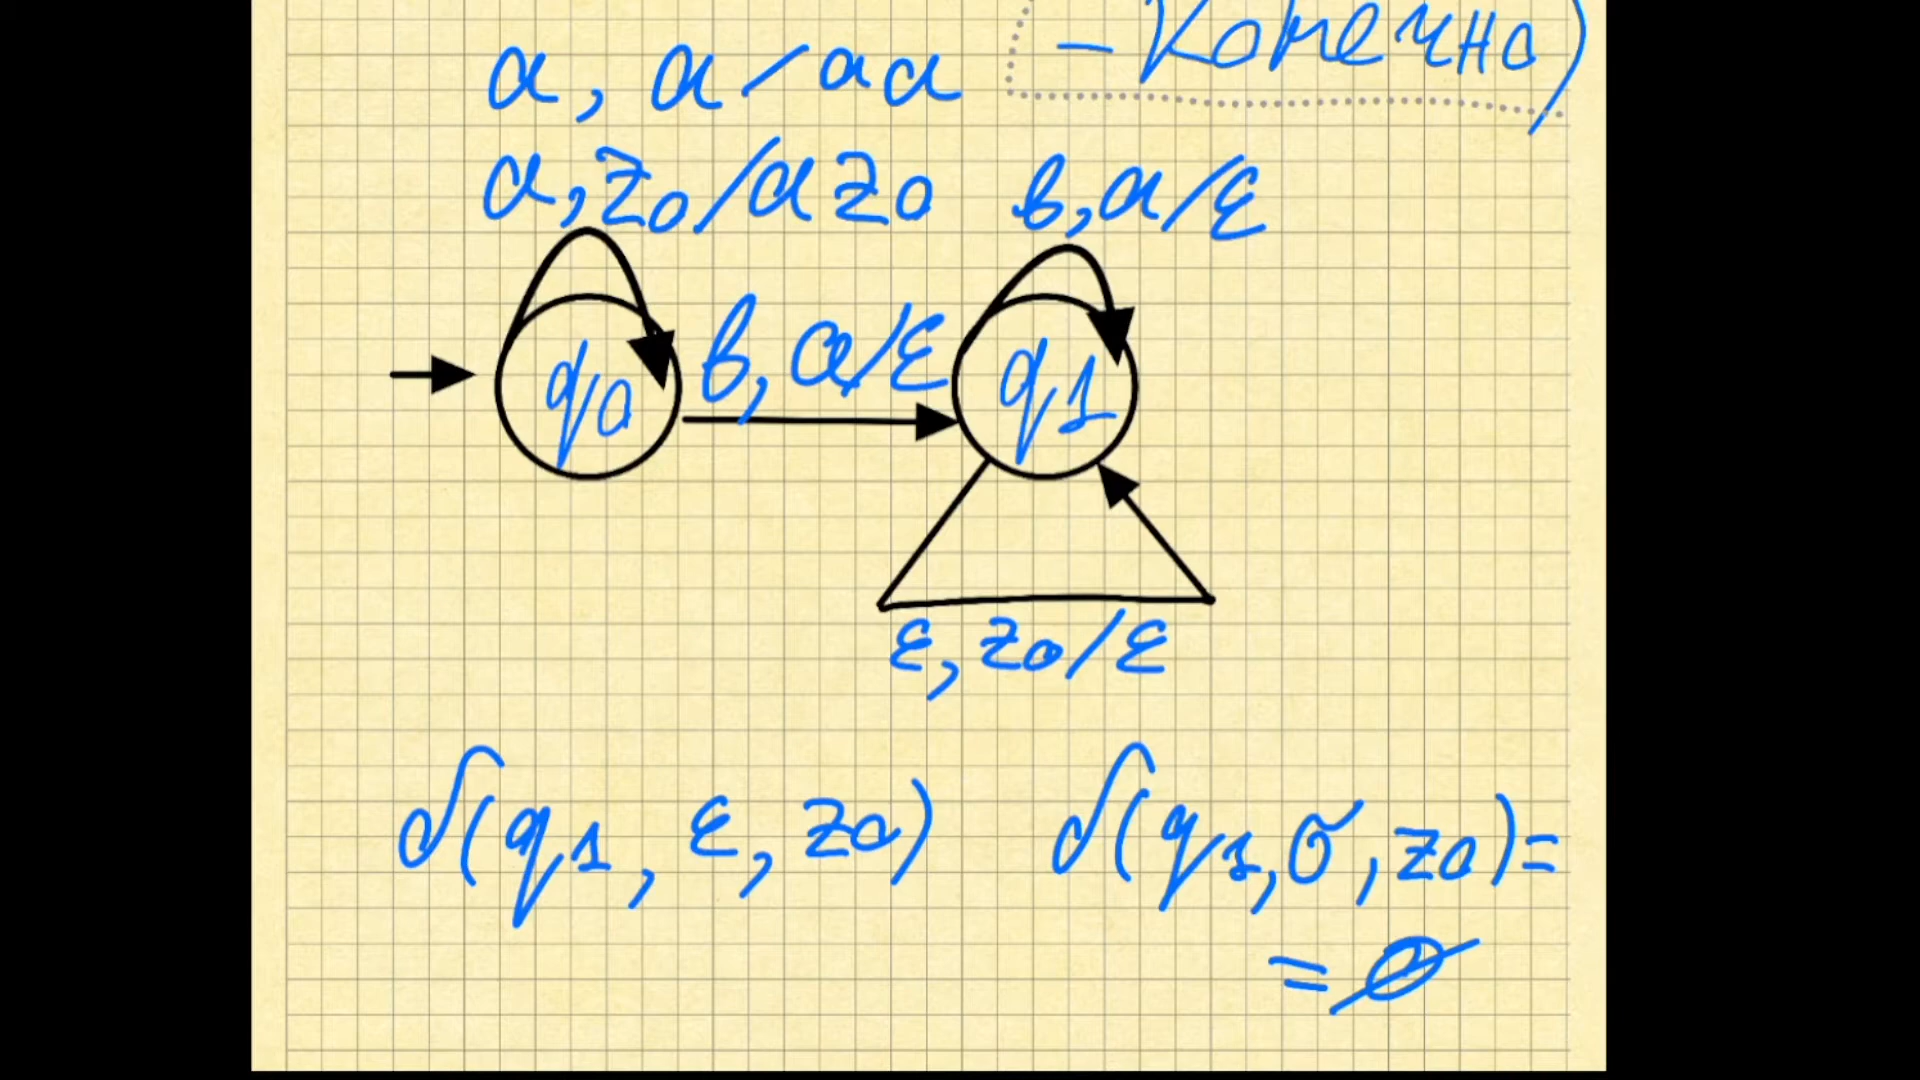 - конечно)
a, a/aa
a, z0/az0 b, a/ε
b, a/ε
q0 q1
ε, z0/ε
δ(q1, ε, z0) δ(q1, σ, z0) =
= ∅